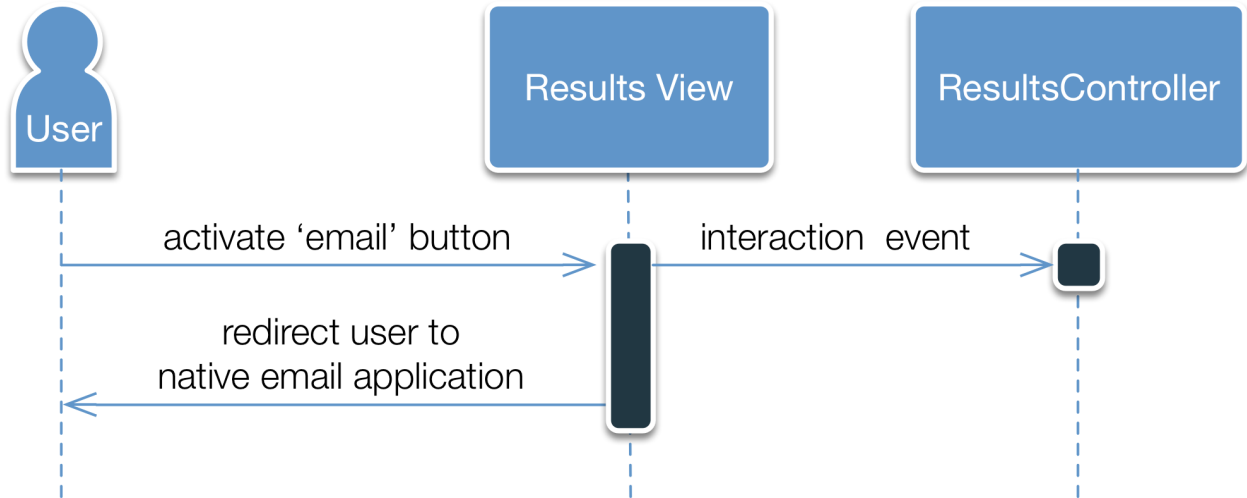 User
Results View
ResultsController
activate ‘email’ button
interaction  event
redirect user to
native email application